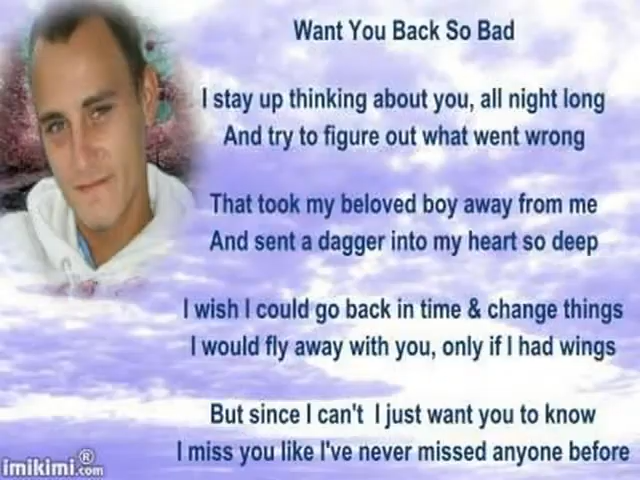 Want You Back So Bad
I stay up thinking about you, all night long
And try to figure out what went wrong
That took my beloved boy away from me
And sent a dagger into my heart so deep
I wish I could go back in time & change things
I would fly away with you, only if I had wings
But since I can't I just want you to know
I miss you like I've never missed anyone before
imikimi®.com